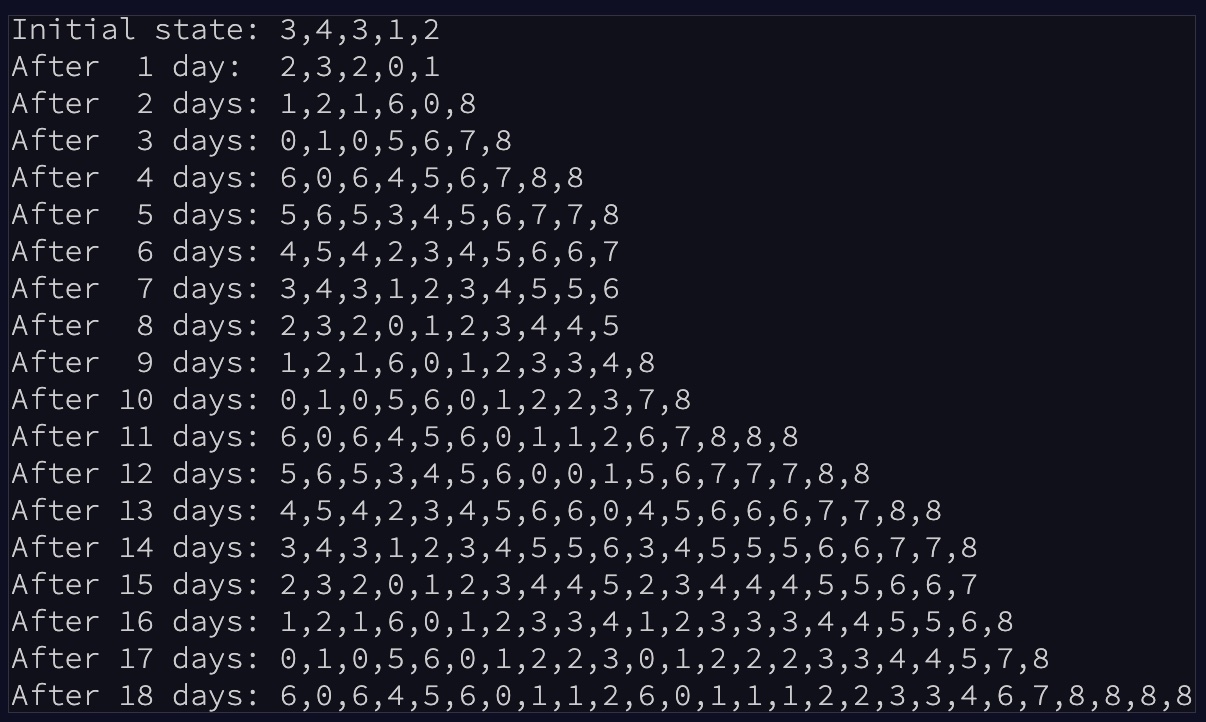 Initial state: 3,4,3,1,2
After  1 day:  2,3,2,0,1
After  2 days: 1,2,1,6,0,8
After  3 days: 0,1,0,5,6,7,8
After  4 days: 6,0,6,4,5,6,7,8,8
After  5 days: 5,6,5,3,4,5,6,7,7,8
After  6 days: 4,5,4,2,3,4,5,6,6,7
After  7 days: 3,4,3,1,2,3,4,5,5,6
After  8 days: 2,3,2,0,1,2,3,4,4,5
After  9 days: 1,2,1,6,0,1,2,3,3,4,8
After 10 days: 0,1,0,5,6,0,1,2,2,3,7,8
After 11 days: 6,0,6,4,5,6,0,1,1,2,6,7,8,8,8
After 12 days: 5,6,5,3,4,5,6,0,0,1,5,6,7,7,7,8,8
After 13 days: 4,5,4,2,3,4,5,6,6,0,4,5,6,6,6,7,7,8,8
After 14 days: 3,4,3,1,2,3,4,5,5,6,3,4,5,5,5,6,6,7,7,8
After 15 days: 2,3,2,0,1,2,3,4,4,5,2,3,4,4,4,5,5,6,6,7
After 16 days: 1,2,1,6,0,1,2,3,3,4,1,2,3,3,3,4,4,5,5,6,8
After 17 days: 0,1,0,5,6,0,1,2,2,3,0,1,2,2,2,3,3,4,4,5,7,8
After 18 days: 6,0,6,4,5,6,0,1,1,2,6,0,1,1,1,2,2,3,3,4,6,7,8,8,8,8